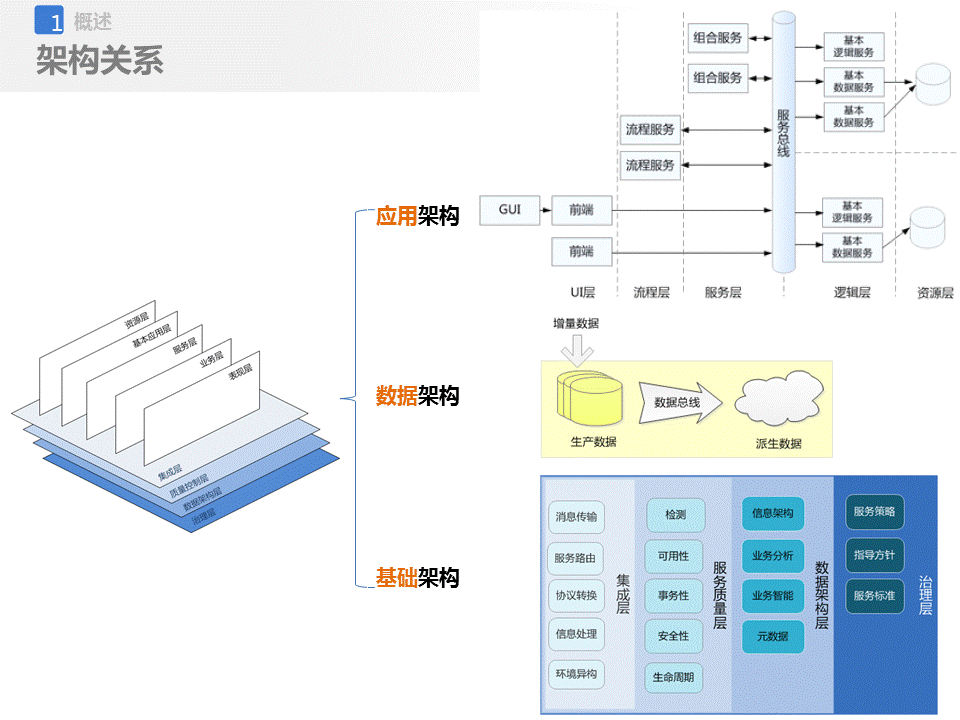 1 概述
架构关系
组合服务
组合服务
流程服务
流程服务
GUI
前端
前端
服务总线
基本
逻辑服务
基本
数据服务
基本
数据服务
基本
逻辑服务
基本
数据服务
UI层
流程层
服务层
逻辑层
资源层
应用架构
数据架构
基础架构
资源层
基本应用层
服务层
业务层
表现层
集成层
质量控制层
数据架构层
治理层
增量数据
生产数据
数据总线
派生数据
消息传输
服务路由
协议转换
信息处理
环境异构
集成层
检测
可用性
事务性
安全性
生命周期
服务质量层
信息架构
业务分析
业务智能
元数据
数据架构层
服务策略
指导方针
服务标准
治理层